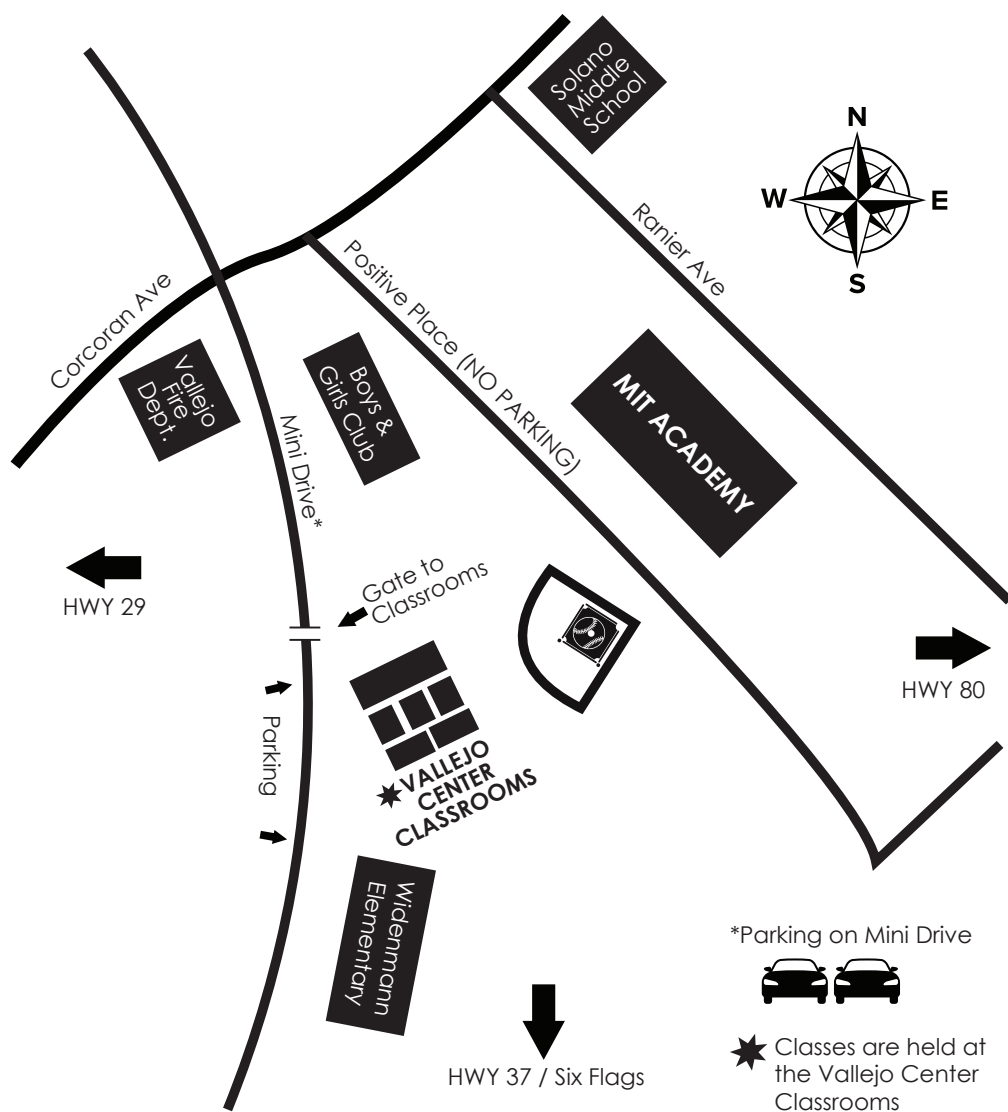 Solano
Middle
School
N
W
E
S
Ranier Ave
Positive Place (NO PARKING)
Corcoran Ave
Vallejo
Fire
Dept.
Boys &
Girls Club
Mini Drive*
MIT ACADEMY
HWY 29
Gate to
Classrooms
HWY 80
Parking
VALLEJO
CENTER
CLASSROOMS
Widenmann
Elementary
*Parking on Mini Drive
HWY 37 / Six Flags
Classes are held at
the Vallejo Center
Classrooms